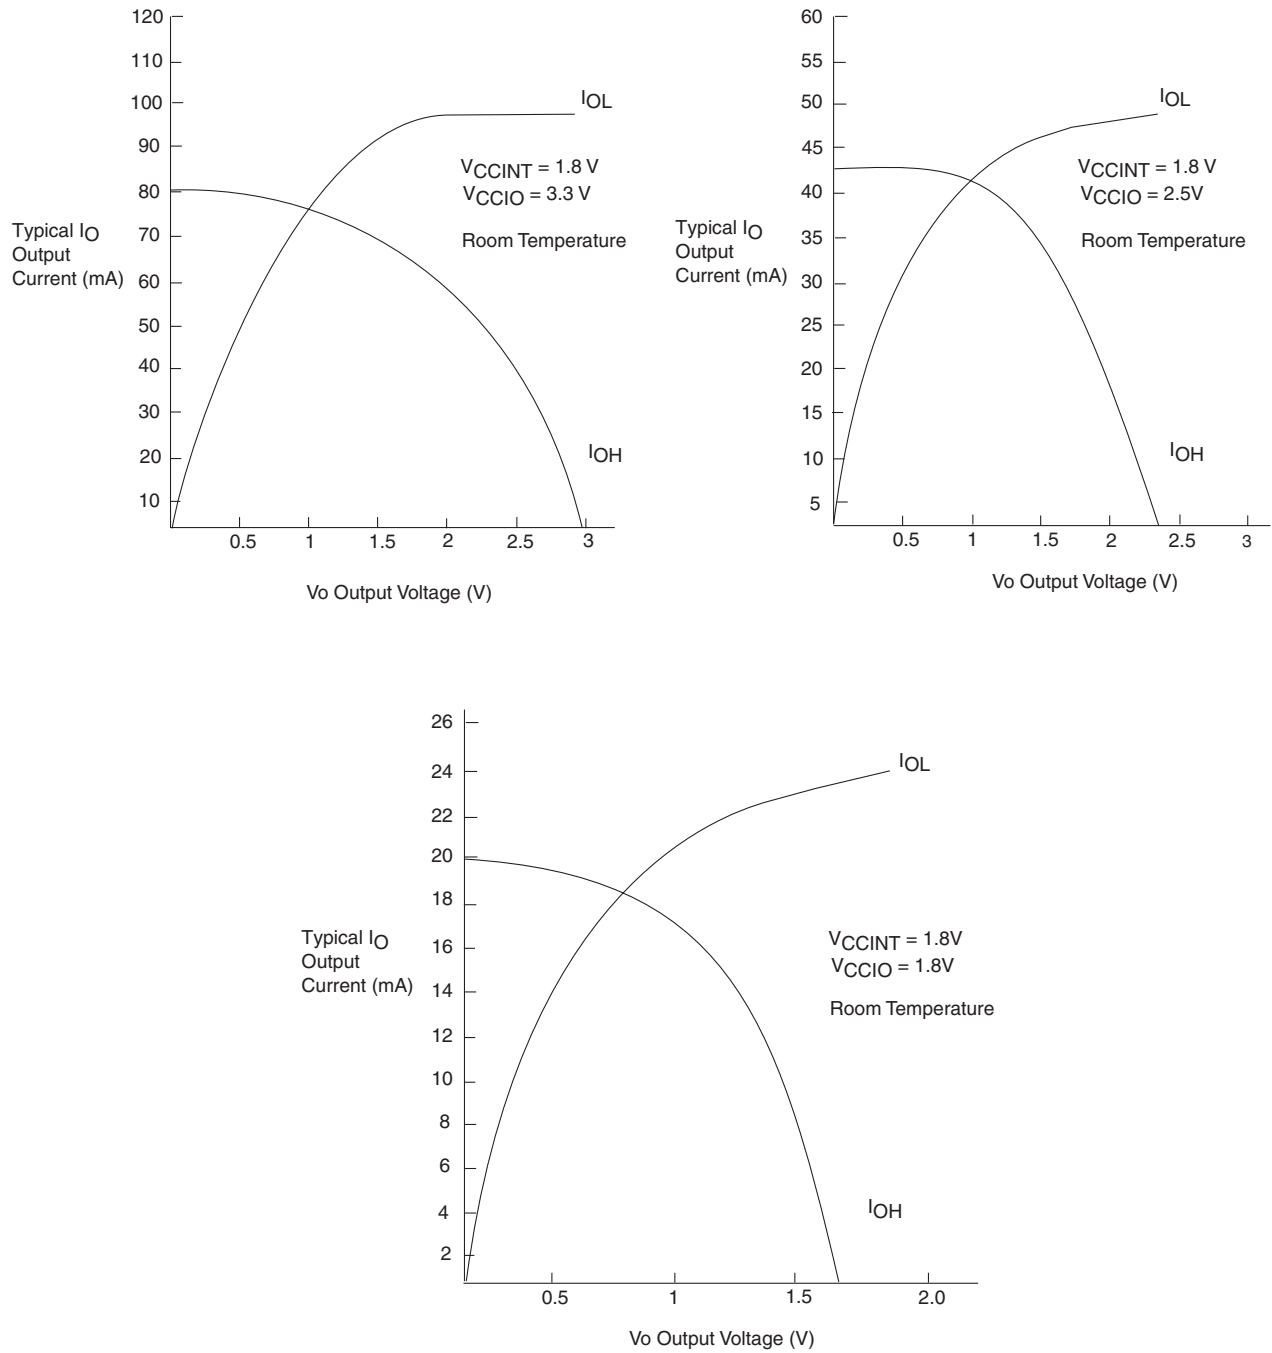 120
110
100
90
80
70
60
50
40
30
20
10
Typical IO
Output
Current (mA)
IOL
VCCINT = 1.8 V
VCCIO = 3.3 V
Room Temperature
IOH
0.5 1 1.5 2 2.5 3
Vo Output Voltage (V)
60
55
50
45
40
35
30
25
20
15
10
5
Typical IO
Output
Current (mA)
IOL
VCCINT = 1.8 V
VCCIO = 2.5V
Room Temperature
IOH
0.5 1 1.5 2 2.5 3
Vo Output Voltage (V)
26
24
22
20
18
16
14
12
10
8
6
4
2
Typical IO
Output
Current (mA)
IOL
VCCINT = 1.8V
VCCIO = 1.8V
Room Temperature
IOH
0.5 1 1.5 2.0
Vo Output Voltage (V)